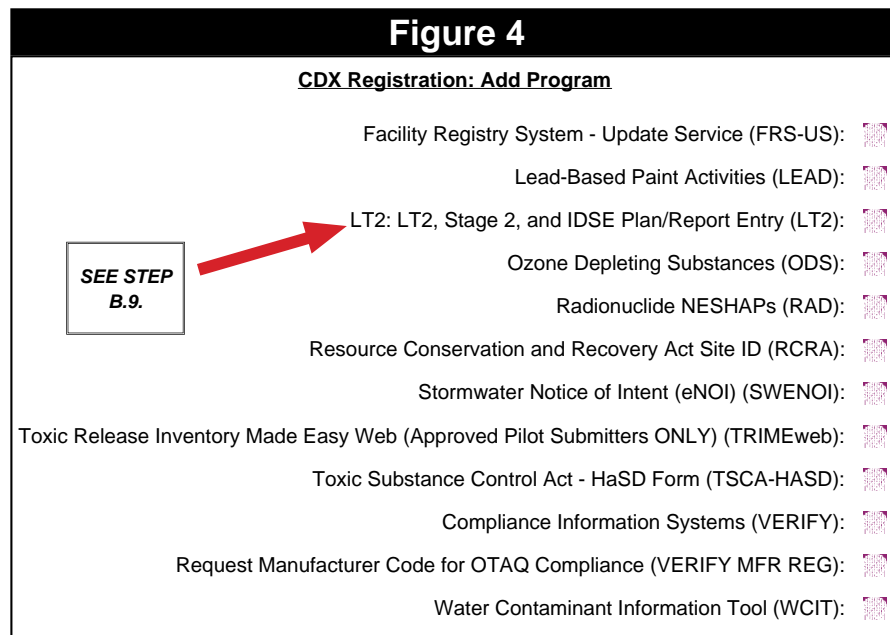 Figure 4
CDX Registration: Add Program
Facility Registry System - Update Service (FRS-US):
Lead-Based Paint Activities (LEAD):
LT2: LT2, Stage 2, and IDSE Plan/Report Entry (LT2):
SEE STEP
B.9.
Ozone Depleting Substances (ODS):
Radionuclide NESHAPs (RAD):
Resource Conservation and Recovery Act Site ID (RCRA):
Stormwater Notice of Intent (eNOI) (SWENOI):
Toxic Release Inventory Made Easy Web (Approved Pilot Submitters ONLY) (TRIMEweb):
Toxic Substance Control Act - HaSD Form (TSCA-HASD):
Compliance Information Systems (VERIFY):
Request Manufacturer Code for OTAQ Compliance (VERIFY MFR REG):
Water Contaminant Information Tool (WCIT):